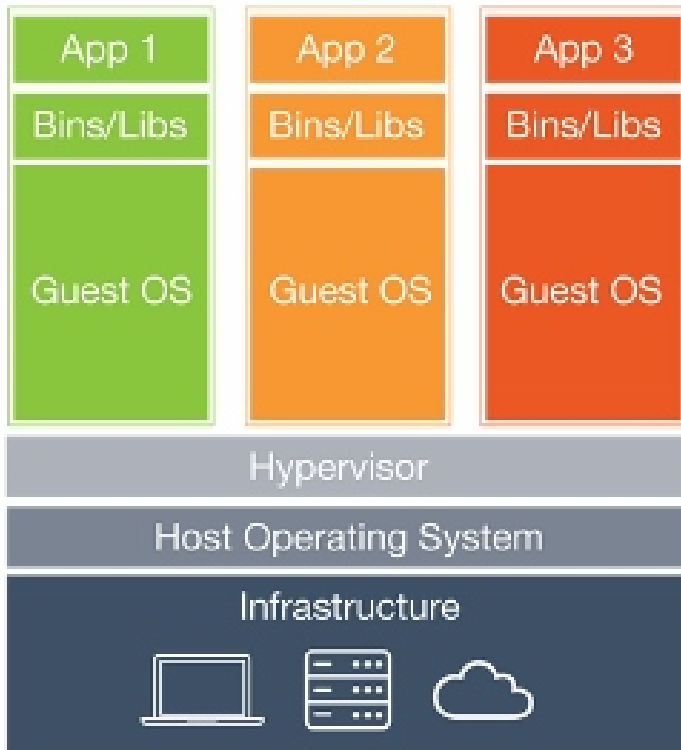 App 1
App 2
App 3
Bins/Libs
Bins/Libs
Bins/Libs
Guest OS
Guest OS
Guest OS
Hypervisor
Host Operating System
Infrastructure